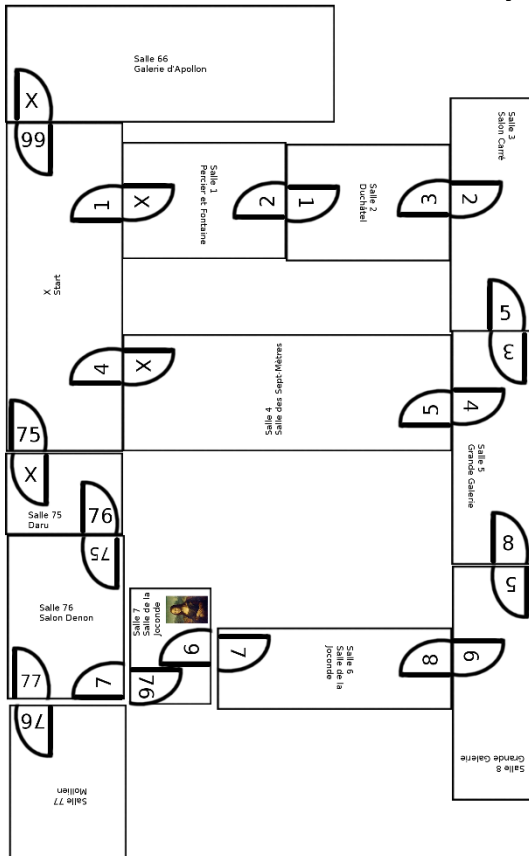 Salle 66
Galerie d'Apollon
X
66
1
X
Salle 1
Percier et Fontaine
2
1
Salle 2
Duchâtel
3
2
Salle 3
Salon Carré
5
3
X
Start
4
X
Salle 4
Salle des Sept-Mètres
5
4
Salle 5
Grande Galerie
8
5
75
X
Salle 75
Daru
76
75
Salle 76
Salon Denon
77
7
76
Salle 77
Mollien
Salle 7
Salle de la
Joconde
6
76
7
Salle 6
Salle de la
Joconde
8
6
Salle 8
Grande Galerie